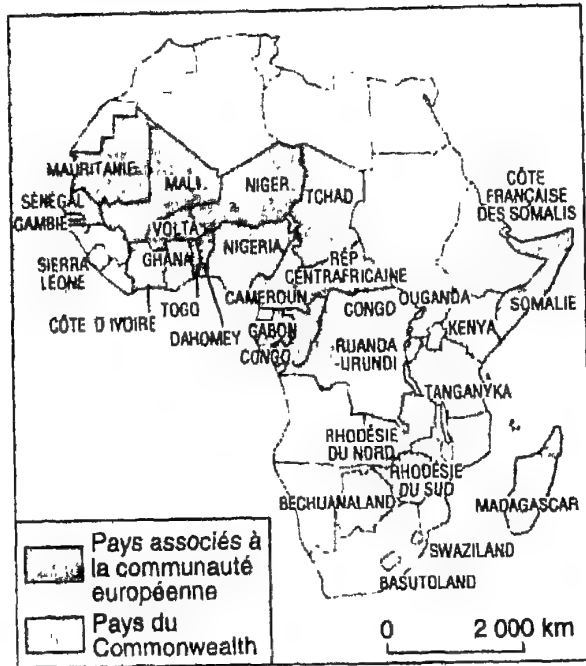 MAURITANIE
MALI
NIGER
TCHAD
CÔTE
FRANÇAISE
DES SOMALIS
SÉNÉGAL
GAMBIE
VOLTA
NIGERIA
SIERRA
LEONE
GHANA
RÉP
CENTRAFRICAINE
CAMEROUN
CONGO
OUGANDA
SOMALIE
CÔTE D'IVOIRE
TOGO
DAHOMEY
GABON
CONGO
KENYA
RUANDA
-URUNDI
TANGANYKA
RHODÉSIE
DU NORD
RHODÉSIE
DU SUD
BECHUANALAND
MADAGASCAR
SWAZILAND
BASUTOLAND
Pays associés à
la communauté
européenne
Pays du
Commonwealth
0 2 000 km